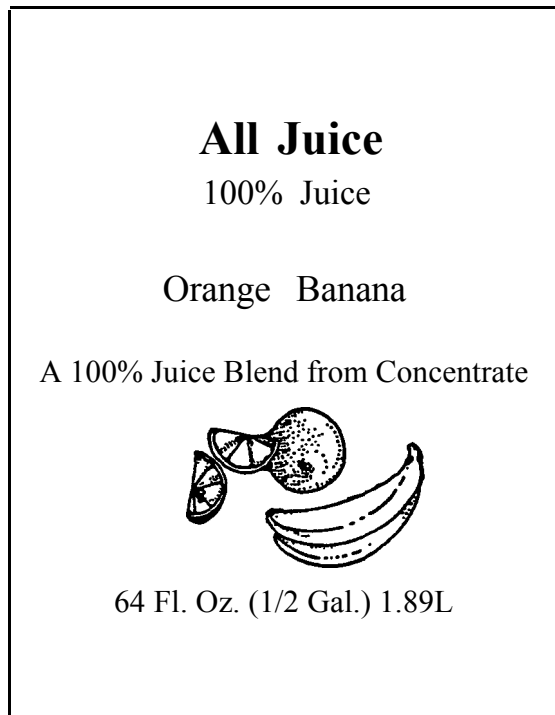 All Juice
100% Juice
Orange Banana
A 100% Juice Blend from Concentrate
64 Fl. Oz. (1/2 Gal.) 1.89L